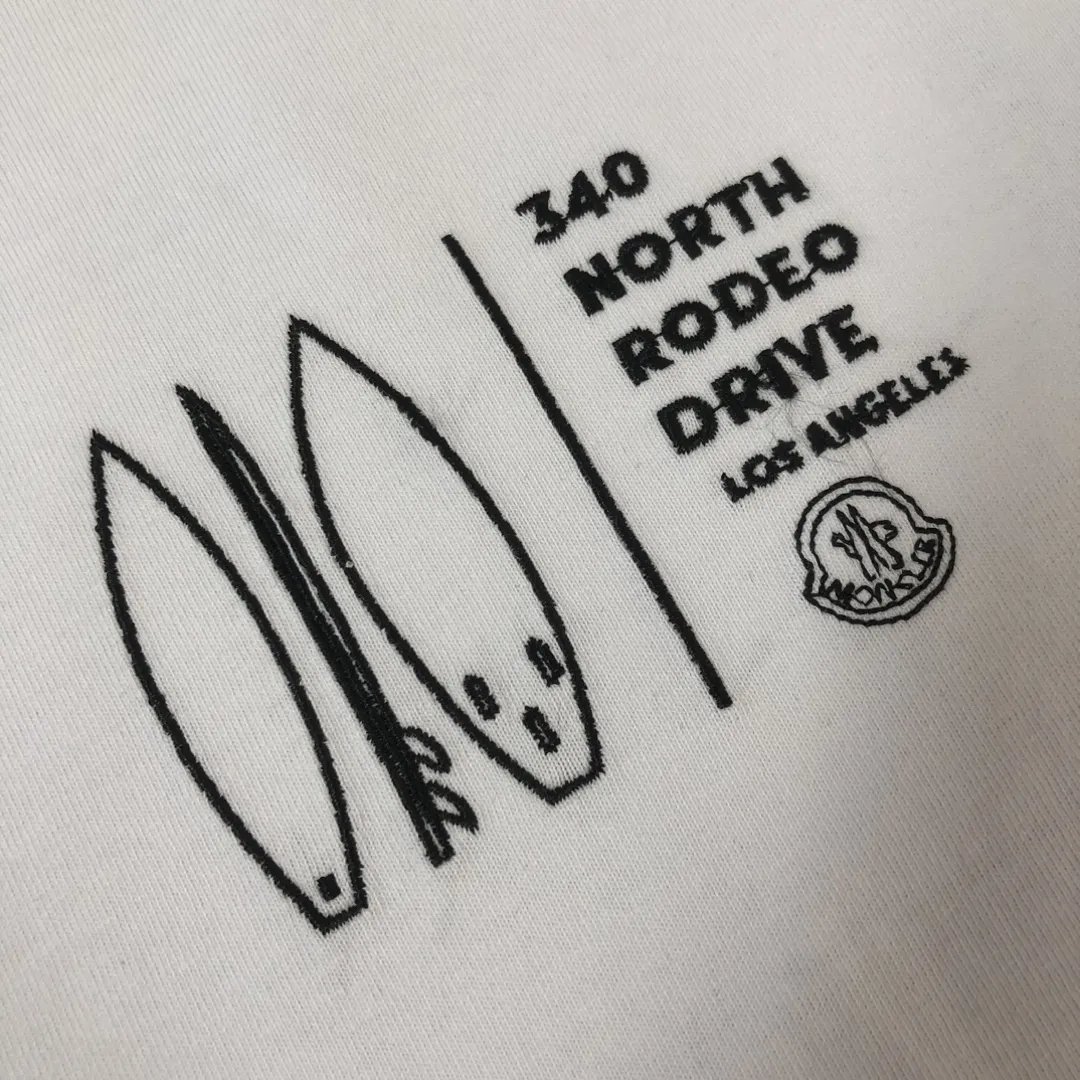 340
NORTH
RODEO
DRIVE
LOS ANGELES
MONCLER